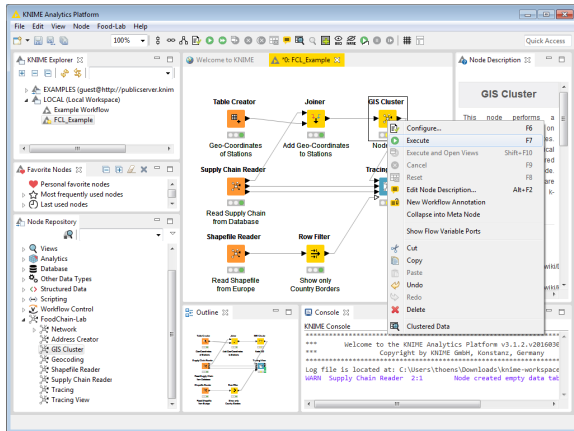 KNIME Analytics Platform
File Edit View Node Food-Lab Help
100%
Quick Access
KNIME Explorer
EXAMPLES (guest@http://publicserver.knim
LOCAL (Local Workspace)
Example Workflow
FCL_Example
Favorite Nodes
Personal favorite nodes
Most frequently used nodes
Last used nodes
Node Repository
Views
Analytics
Database
Other Data Types
Structured Data
Scripting
Workflow Control
FoodChain-Lab
Network
Address Creator
GIS Cluster
Geocoding
Shapefile Reader
Supply Chain Reader
Tracing
Tracing View
Welcome to KNIME
*0: FCL_Example
Table Creator
Joiner
GIS Cluster
Geo-Coordinates
of Stations
Add Geo-Coordinates
to Stations
Node
Supply Chain Reader
Tracing
Read Supply Chain
from Database
Shapefile Reader
Row Filter
Read Shapefile
from Europe
Show only
Country Borders
Configure... F6
Execute F7
Execute and Open Views Shift+F10
Cancel F9
Reset F8
Edit Node Description... Alt+F2
New Workflow Annotation
Collapse into Meta Node
Show Flow Variable Ports
Cut
Copy
Paste
Undo
Redo
Delete
Clustered Data
Node Description
GIS Cluster
This node performs a
Outline
Console
KNIME Console
Welcome to the KNIME Analytics Platform v3.1.2.v2016030
*** Copyright by KNIME GmbH, Konstanz, Germany
Log file is located at: C:\Users\thoens\Downloads\knime-workspace
WARN Supply Chain Reader 2:1 Node created empty data tab